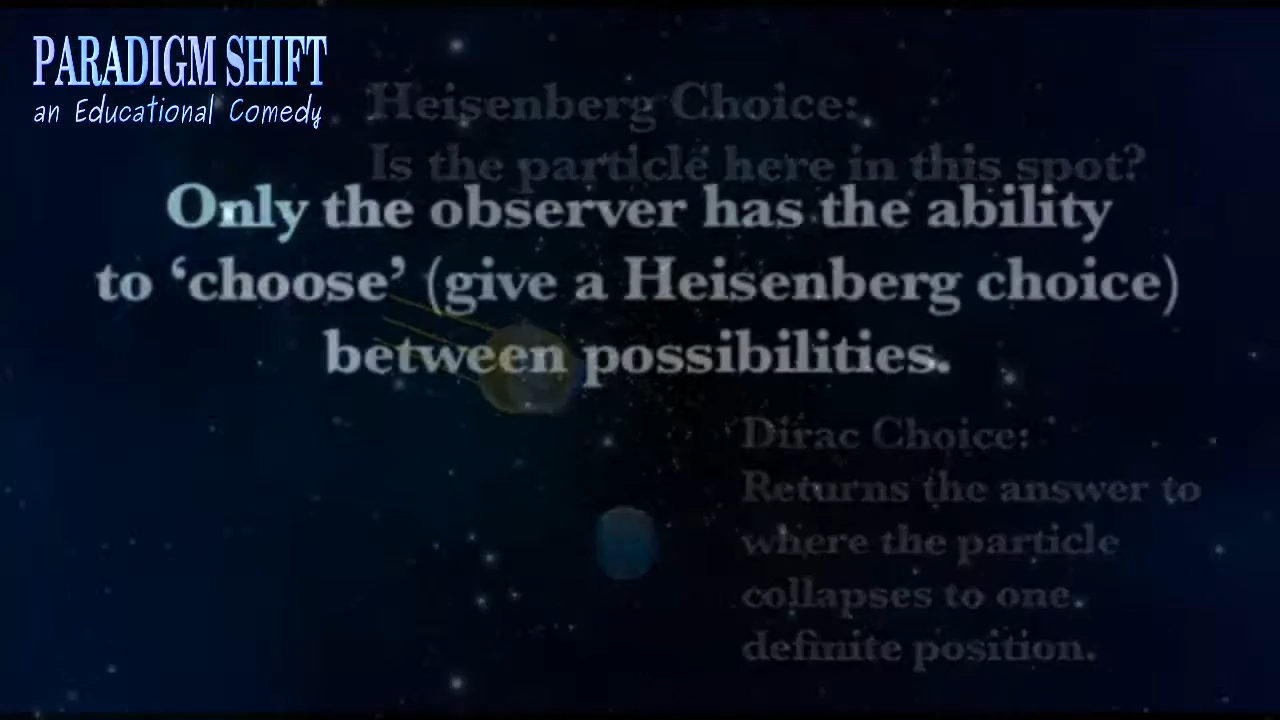 PARADIGM SHIFT
an Educational Comedy
Heisenberg Choice:
Is the particle here in this spot?
Only the observer has the ability
to ‘choose’ (give a Heisenberg choice)
between possibilities.
Dirac Choice:
Returns the answer to
where the particle
collapses to one
definite position.